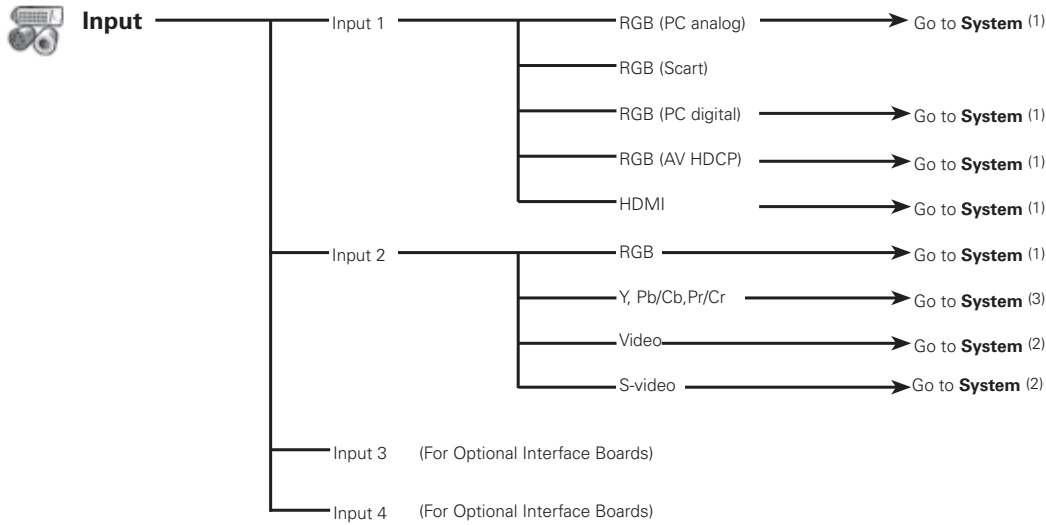 Input
Input 1
RGB (PC analog)
Go to System (1)
RGB (Scart)
RGB (PC digital)
Go to System (1)
RGB (AV HDCP)
Go to System (1)
HDMI
Go to System (1)
Input 2
RGB
Go to System (1)
Y, Pb/Cb,Pr/Cr
Go to System (3)
Video
Go to System (2)
S-video
Go to System (2)
Input 3
(For Optional Interface Boards)
Input 4
(For Optional Interface Boards)